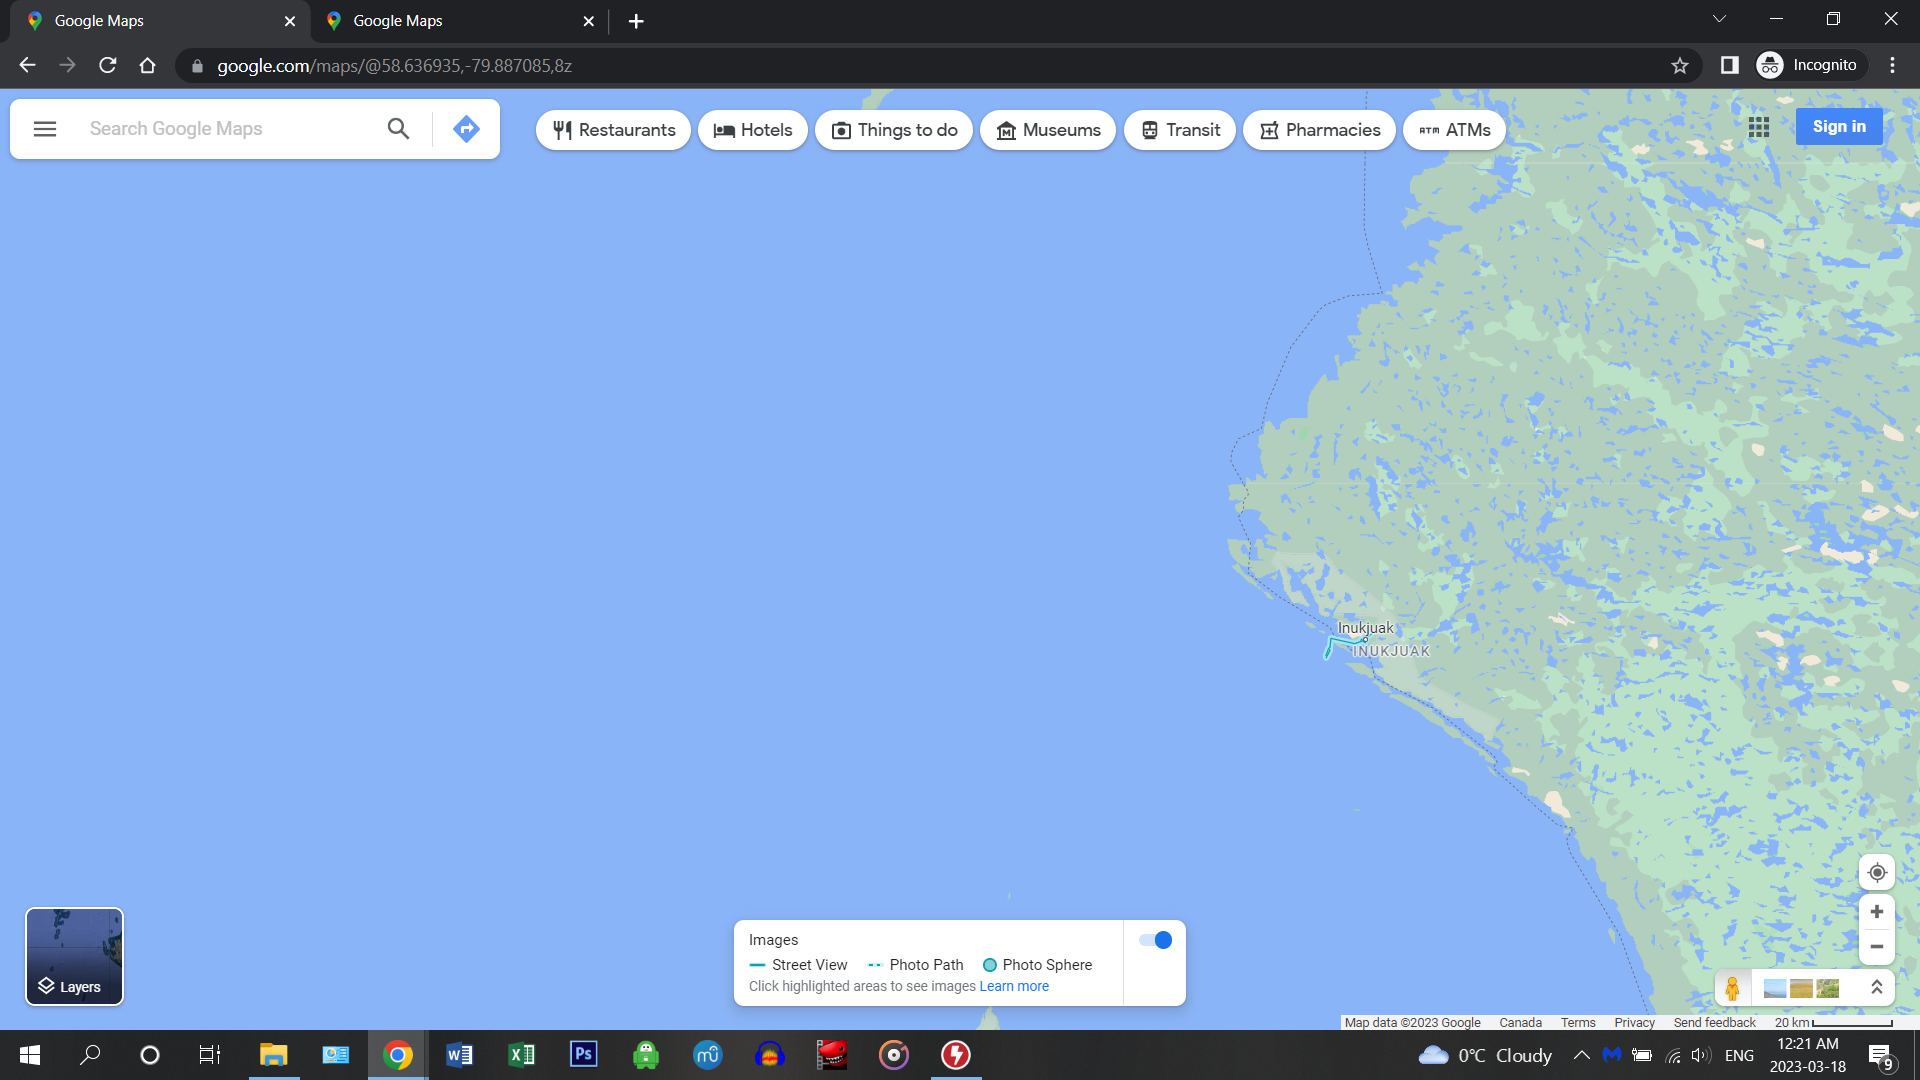 Google Maps
Google Maps
google.com/maps/@58.636935,-79.887085,8z
Incognito
Search Google Maps
Restaurants
Hotels
Things to do
Museums
Transit
Pharmacies
ATM ATMs
Sign in
Inukjuak
INUKJUAK
Images
Street View
Photo Path
Photo Sphere
Click highlighted areas to see images Learn more
Layers
Map data ©2023 Google
Canada
Terms
Privacy
Send feedback
20 km
W
X
Ps
mu
0°C Cloudy
ENG
12:21 AM
2023-03-18
9